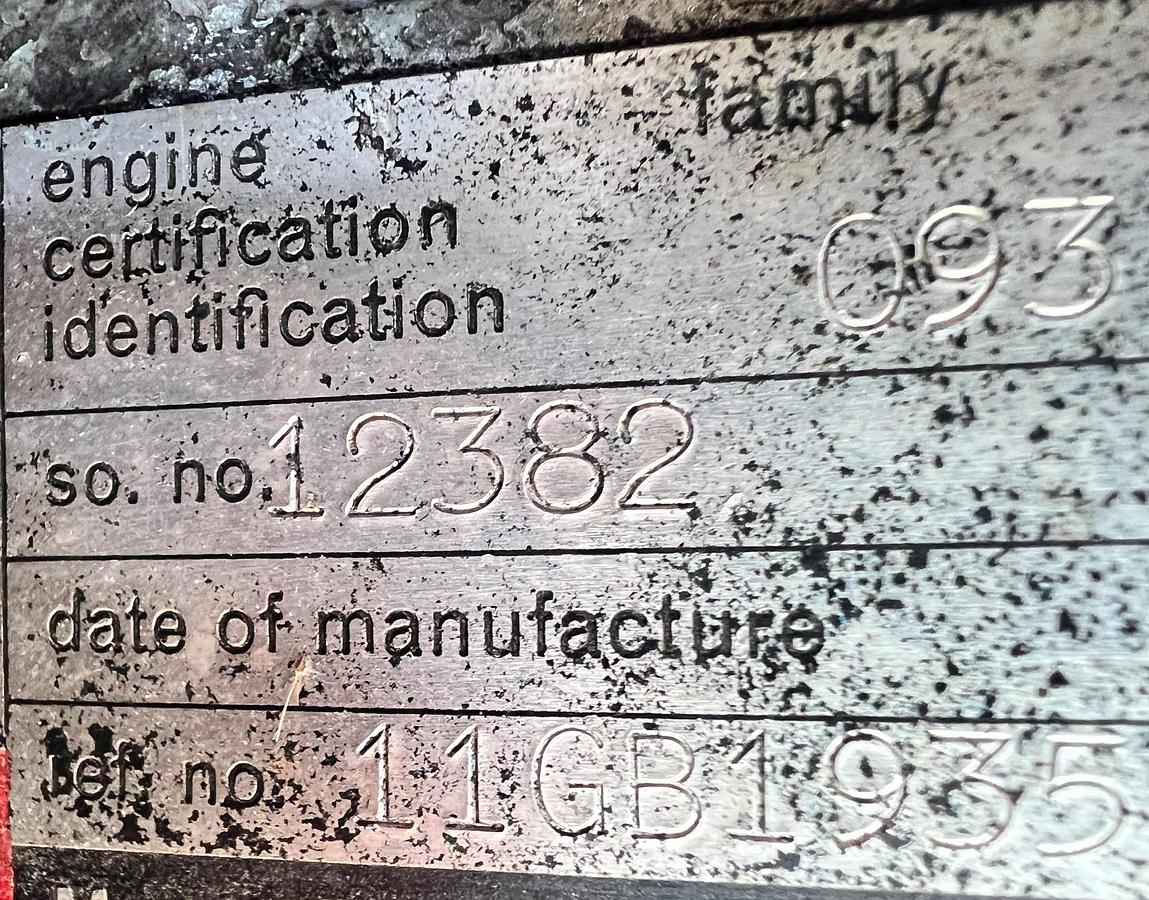 family
engine
certification
identification
093
so. no. 12382
date of manufacture
ref. no. 11GB1935